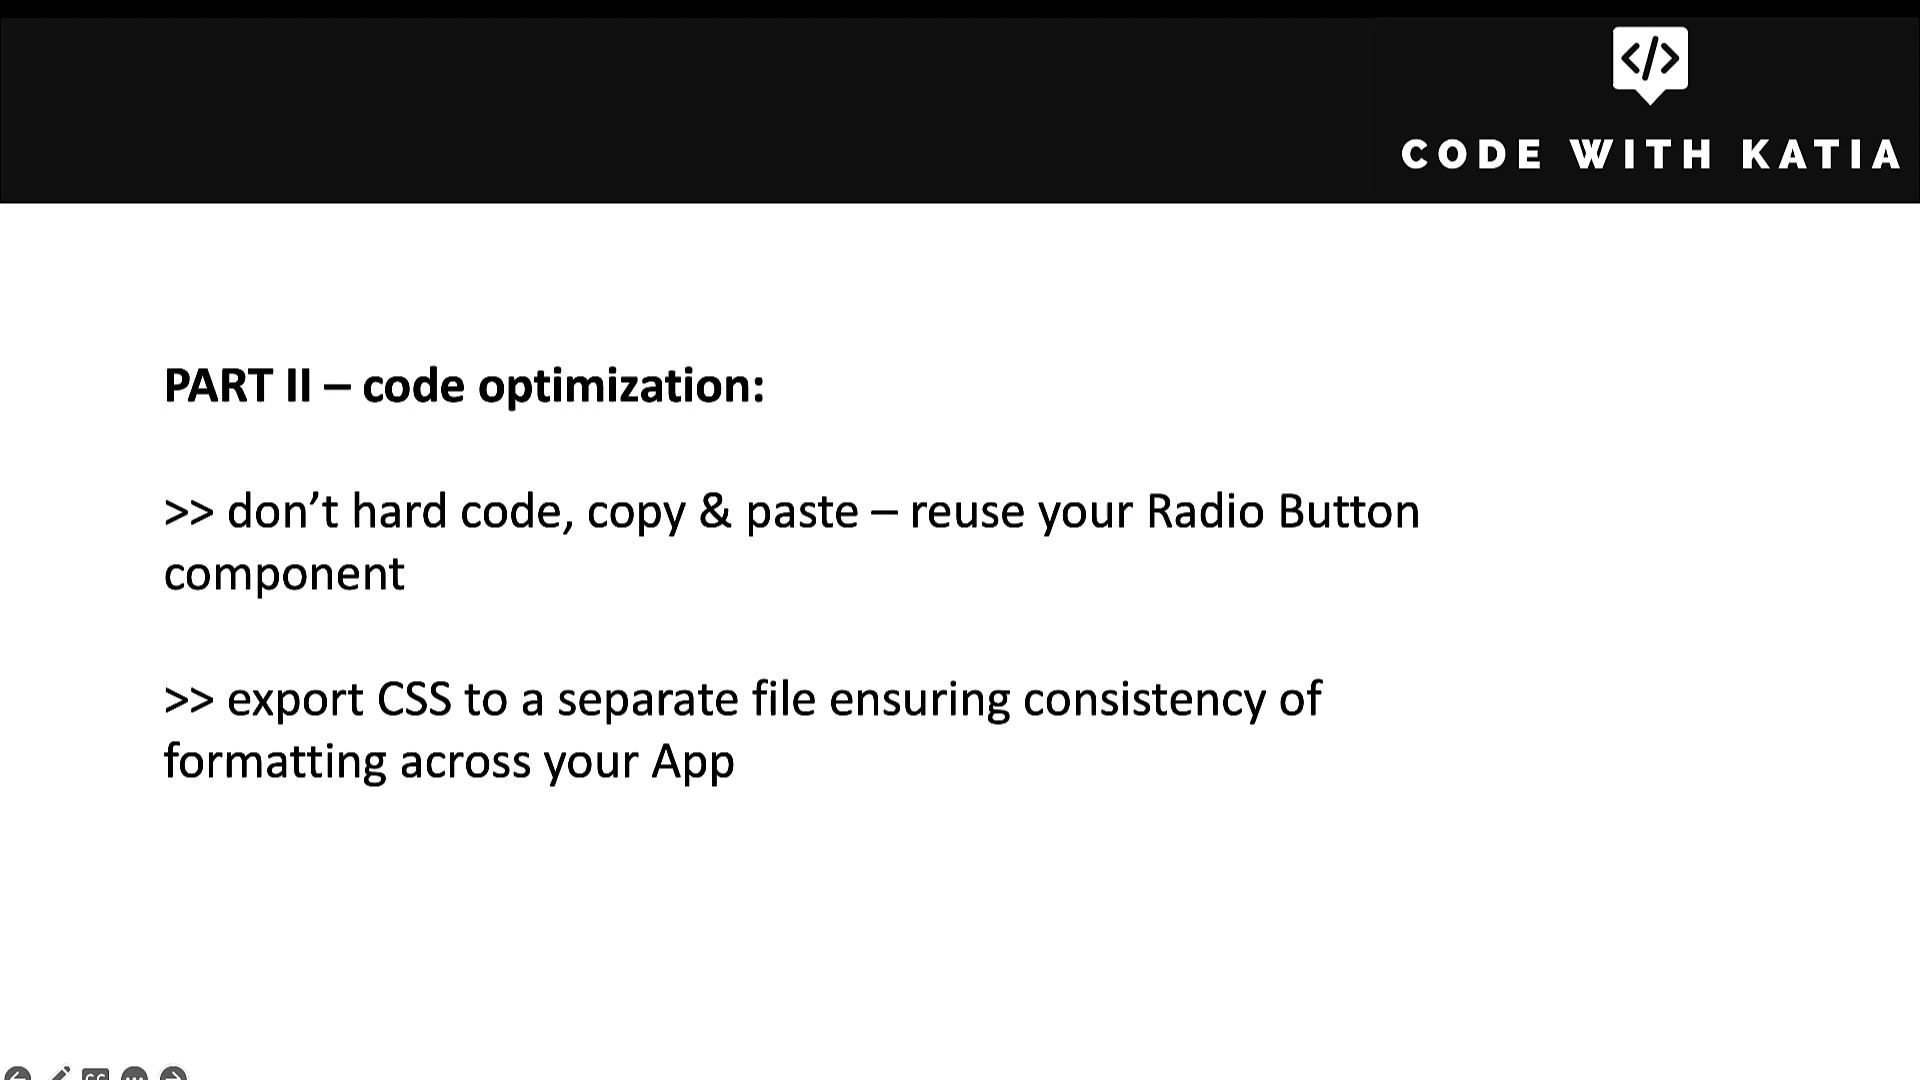 </>
CODE WITH KATIA
PART II – code optimization:
>> don’t hard code, copy & paste – reuse your Radio Button
component
>> export CSS to a separate file ensuring consistency of
formatting across your App